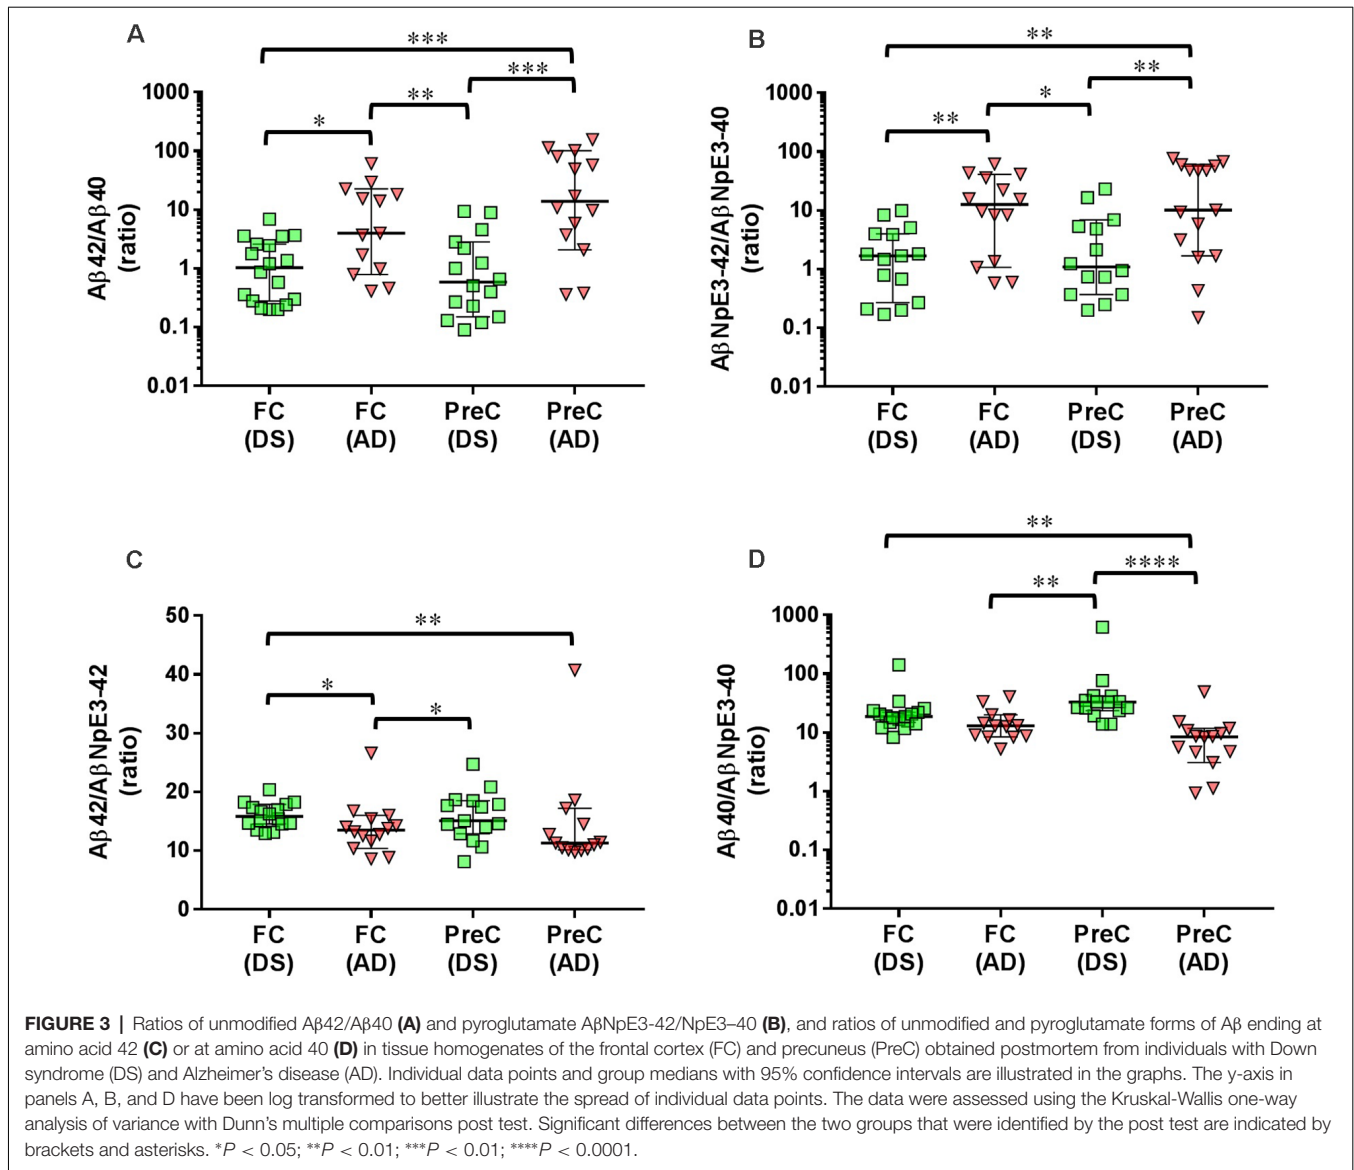 A
***
***
**
*
1000
100
10
1
0.1
0.01
Aβ42/Aβ40
(ratio)
FC
(DS)
FC
(AD)
PreC
(DS)
PreC
(AD)
B
**
**
*
**
1000
100
10
1
0.1
0.01
AβNpE3-42/AβNpE3-40
(ratio)
FC
(DS)
FC
(AD)
PreC
(DS)
PreC
(AD)
C
**
*
*
50
40
30
20
10
0
Aβ42/AβNpE3-42
(ratio)
FC
(DS)
FC
(AD)
PreC
(DS)
PreC
(AD)
D
**
****
**
1000
100
10
1
0.1
0.01
Aβ40/AβNpE3-40
(ratio)
FC
(DS)
FC
(AD)
PreC
(DS)
PreC
(AD)
FIGURE 3 | Ratios of unmodified Aβ42/Aβ40 (A) and pyroglutamate AβNpE3-42/NpE3–40 (B), and ratios of unmodified and pyroglutamate forms of Aβ ending at
amino acid 42 (C) or at amino acid 40 (D) in tissue homogenates of the frontal cortex (FC) and precuneus (PreC) obtained postmortem from individuals with Down
syndrome (DS) and Alzheimer's disease (AD). Individual data points and group medians with 95% confidence intervals are illustrated in the graphs. The y-axis in
panels A, B, and D have been log transformed to better illustrate the spread of individual data points. The data were assessed using the Kruskal-Wallis one-way
analysis of variance with Dunn's multiple comparisons post test. Significant differences between the two groups that were identified by the post test are indicated by
brackets and asterisks. *P < 0.05; **P < 0.01; ***P < 0.01; ****P < 0.0001.